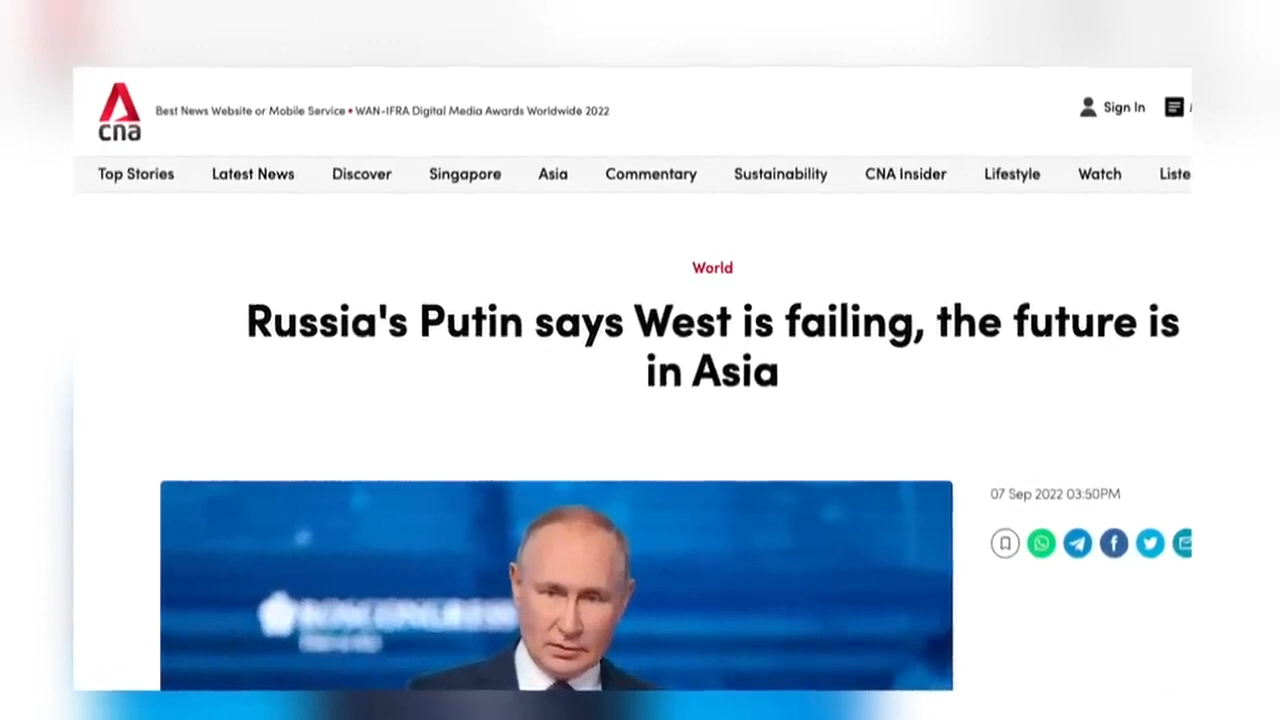 cna
Best News Website or Mobile Service • WAN-IFRA Digital Media Awards Worldwide 2022
Sign In
Top Stories Latest News Discover Singapore Asia Commentary Sustainability CNA Insider Lifestyle Watch Liste
World
Russia's Putin says West is failing, the future is
in Asia
07 Sep 2022 03:50PM
ROSCONGRESS